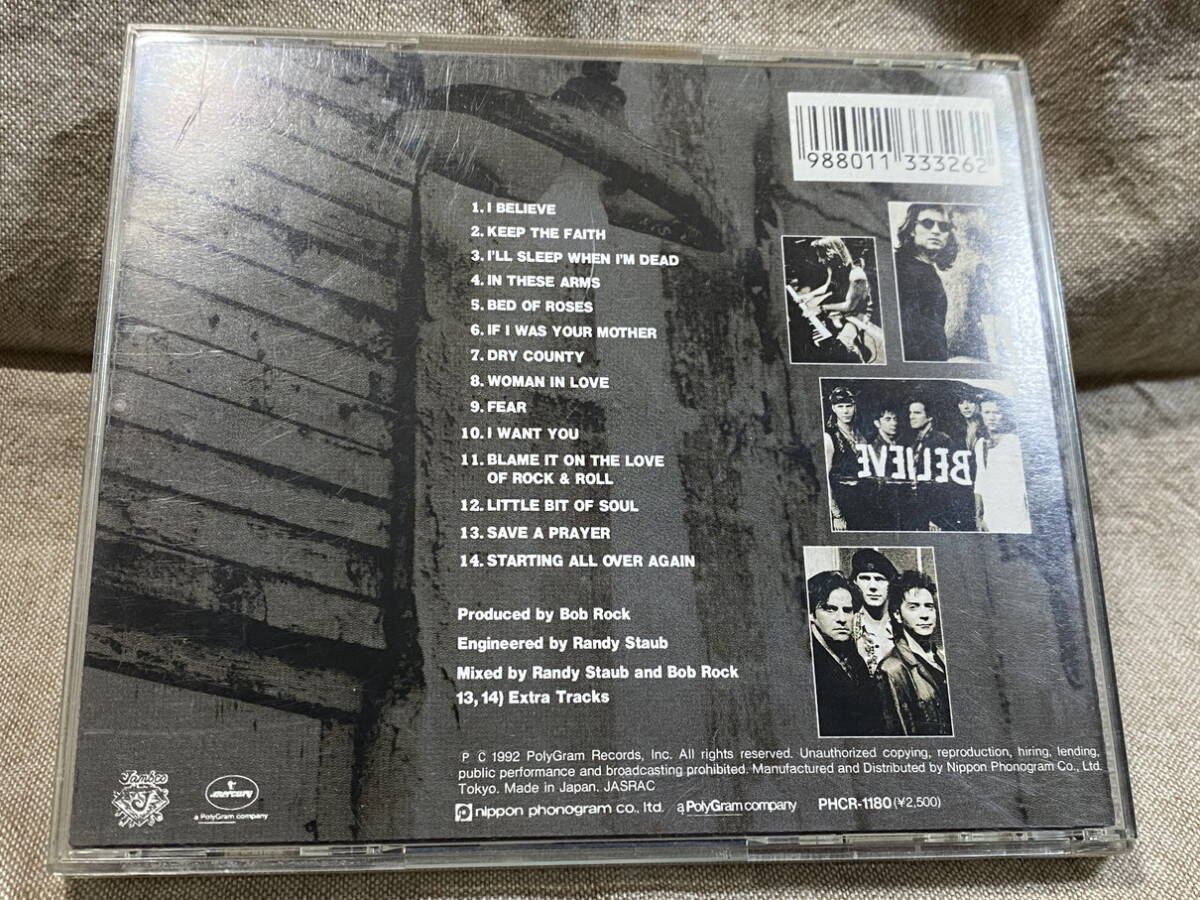 988011 333262
1. I BELIEVE
2. KEEP THE FAITH
3. I'LL SLEEP WHEN I'M DEAD
4. IN THESE ARMS
5. BED OF ROSES
6. IF I WAS YOUR MOTHER
7. DRY COUNTY
8. WOMAN IN LOVE
9. FEAR
10. I WANT YOU
11. BLAME IT ON THE LOVE
OF ROCK & ROLL
12. LITTLE BIT OF SOUL
13. SAVE A PRAYER
14. STARTING ALL OVER AGAIN
BELIEVE
Produced by Bob Rock
Engineered by Randy Staub
Mixed by Randy Staub and Bob Rock
13, 14) Extra Tracks
P C 1992 PolyGram Records, Inc. All rights reserved. Unauthorized copying, reproduction, hiring, lending,
public performance and broadcasting prohibited. Manufactured and Distributed by Nippon Phonogram Co., Ltd.
Tokyo. Made in Japan. JASRAC
Jambco
mercury
a PolyGram company
nippon phonogram co., ltd. a PolyGram company PHCR-1180 (¥2,500)